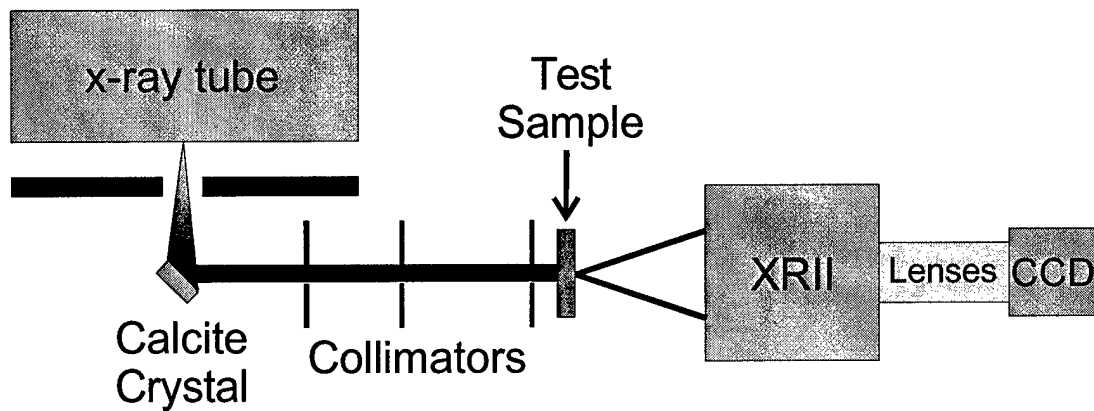 x-ray tube
Test
Sample
XRII
Lenses
CCD
Calcite
Crystal
Collimators